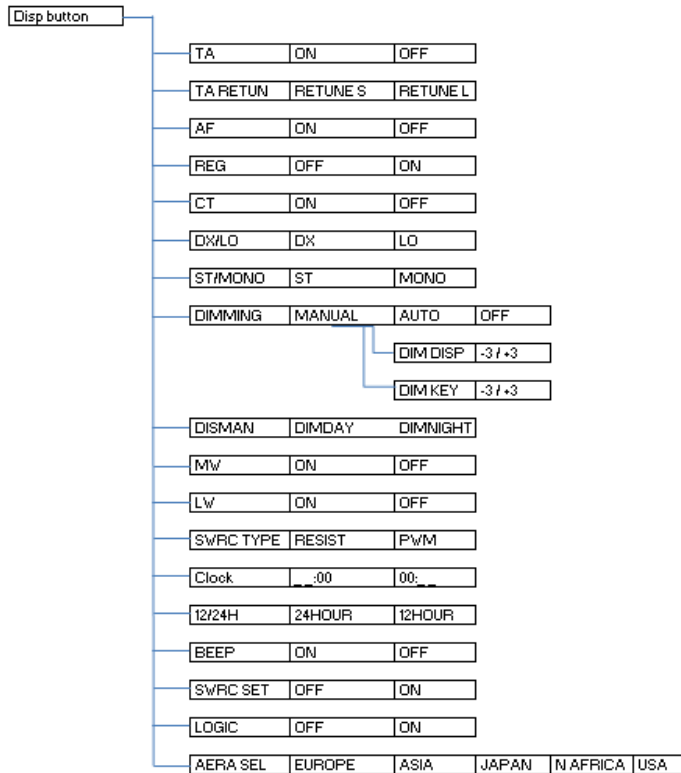 Disp button
TA ON OFF
TA RETUN RETUNE S RETUNE L
AF ON OFF
REG OFF ON
CT ON OFF
DX/LO DX LO
ST/MONO ST MONO
DIMMING MANUAL AUTO OFF
DIM DISP -3 / +3
DIM KEY -3 / +3
DISMAN DIMDAY DIMNIGHT
MW ON OFF
LW ON OFF
SWRC TYPE RESIST PWM
Clock _ _:00 00:_ _
12/24H 24HOUR 12HOUR
BEEP ON OFF
SWRC SET OFF ON
LOGIC OFF ON
AERA SEL EUROPE ASIA JAPAN N AFRICA USA